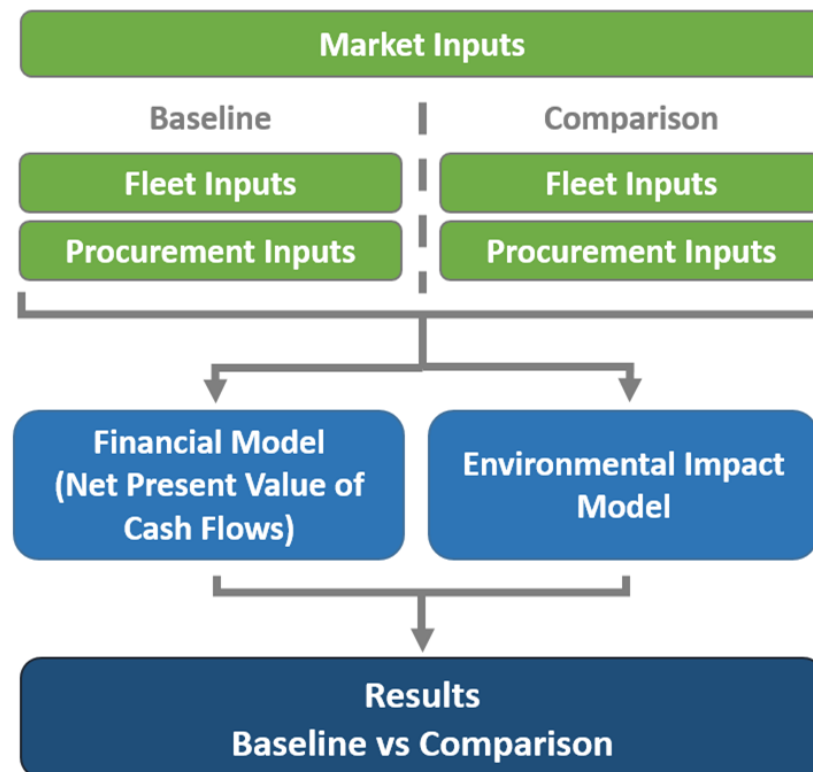 Market Inputs
Baseline
Comparison
Fleet Inputs
Fleet Inputs
Procurement Inputs
Procurement Inputs
Financial Model
(Net Present Value of
Cash Flows)
Environmental Impact
Model
Results
Baseline vs Comparison